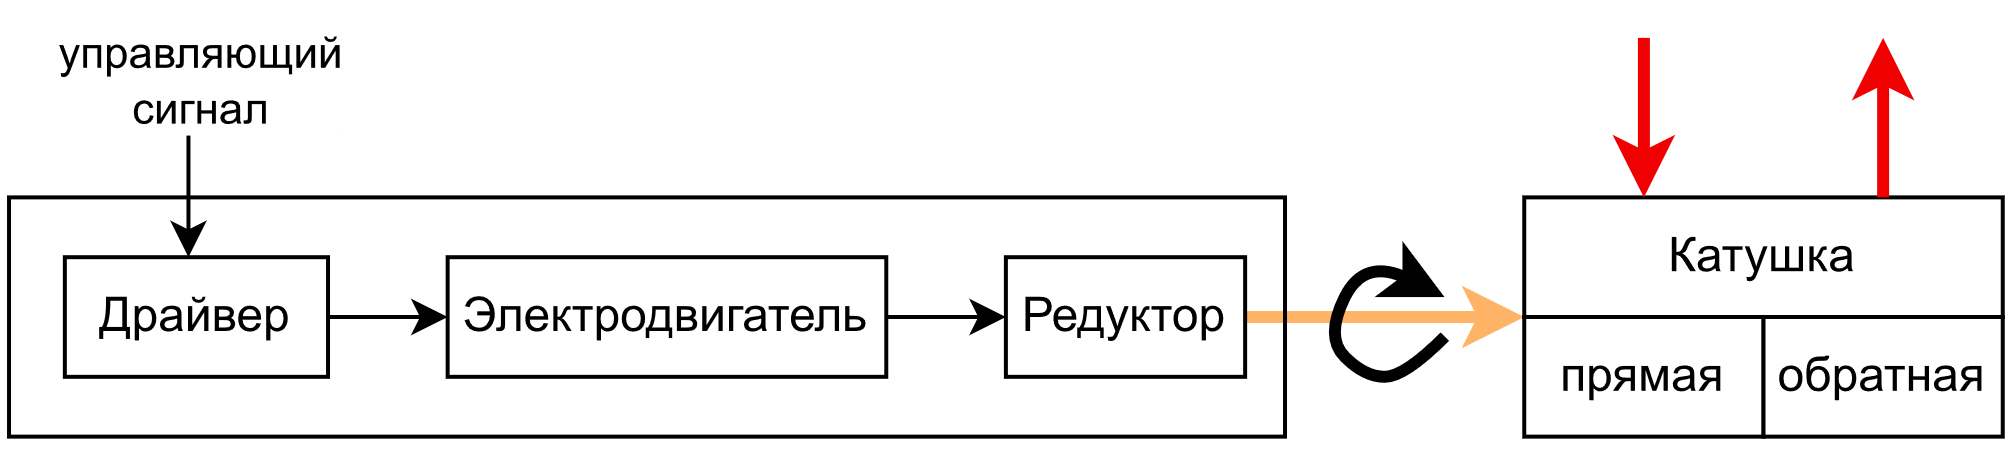 управляющий
сигнал
Драйвер
Электродвигатель
Редуктор
Катушка
прямая
обратная